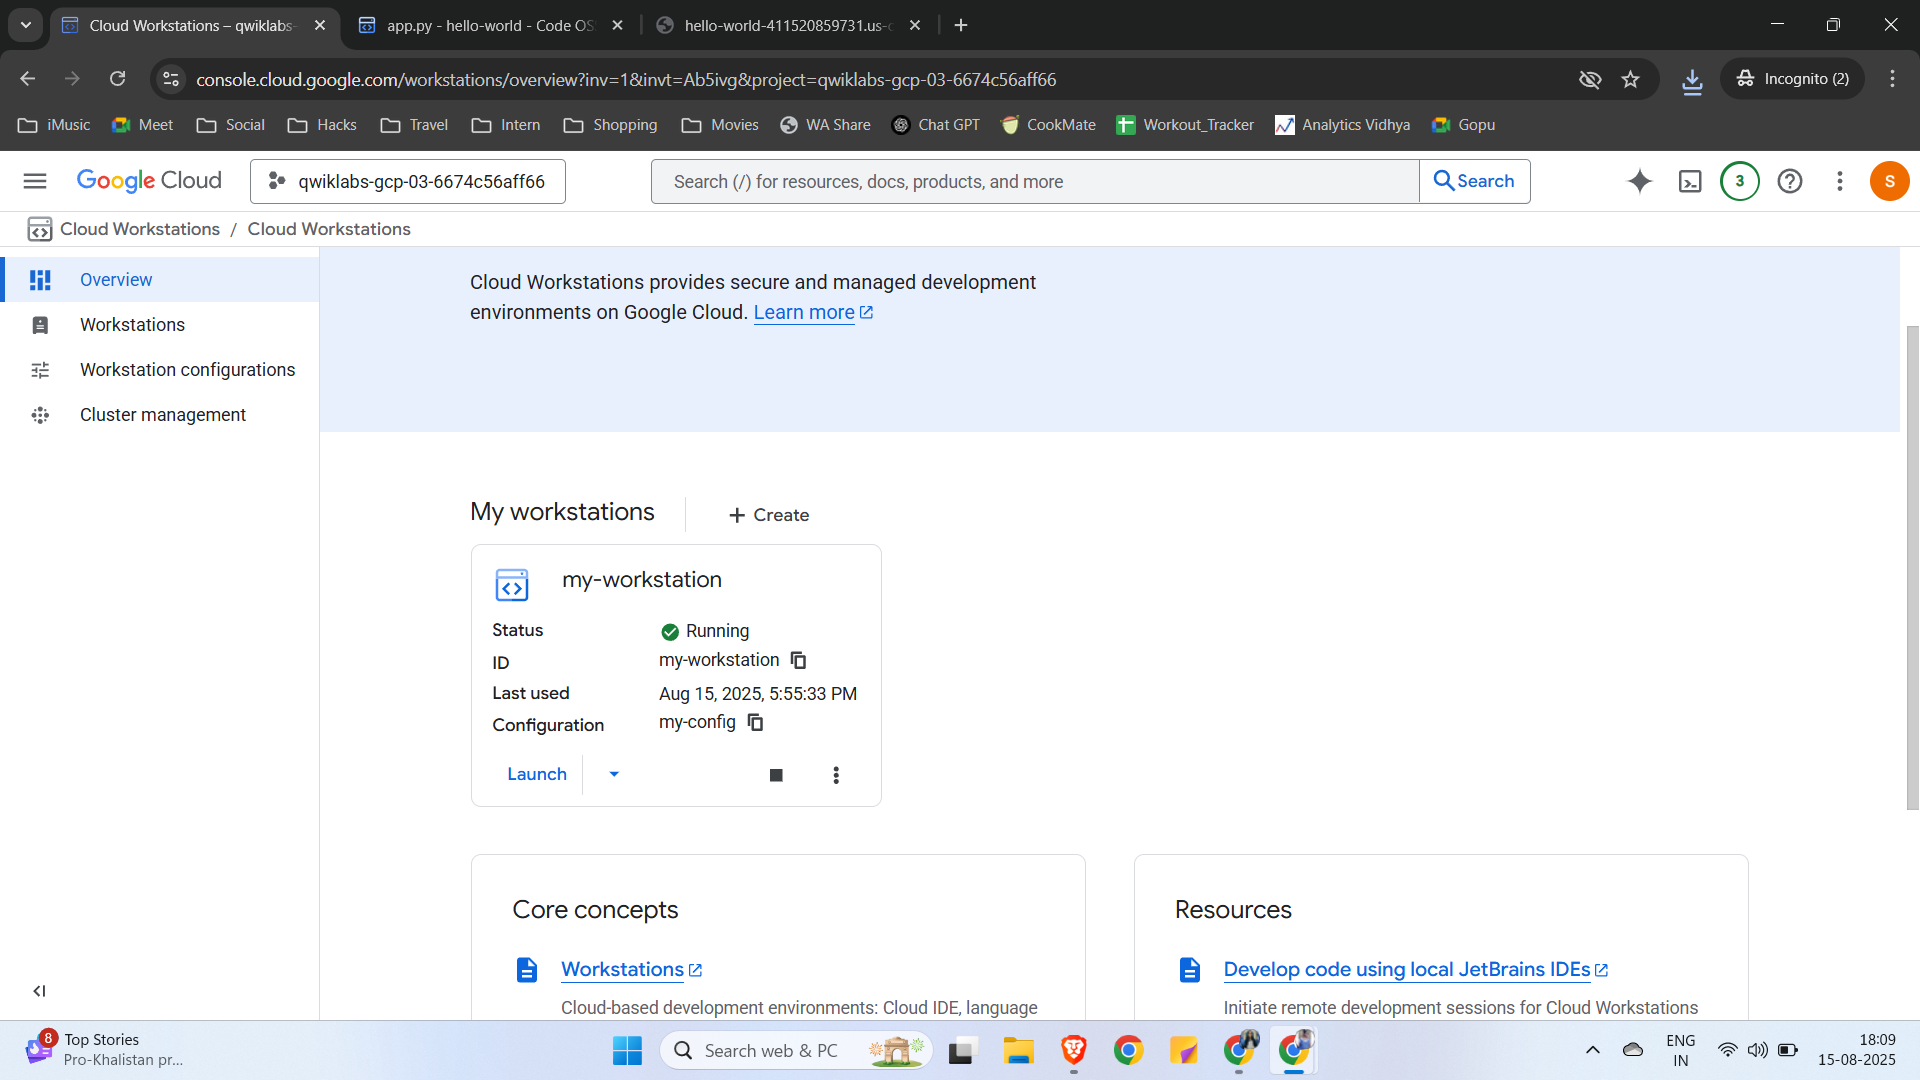 Cloud Workstations – qwiklabs-
app.py - hello-world - Code OS
hello-world-411520859731.us-c
console.cloud.google.com/workstations/overview?inv=1&invt=Ab5ivg&project=qwiklabs-gcp-03-6674c56aff66
Incognito (2)
iMusic
Meet
Social
Hacks
Travel
Intern
Shopping
Movies
WA Share
Chat GPT
CookMate
Workout_Tracker
Analytics Vidhya
Gopu
Google Cloud
qwiklabs-gcp-03-6674c56aff66
Search (/) for resources, docs, products, and more
Search
3
S
Cloud Workstations / Cloud Workstations
Overview
Workstations
Workstation configurations
Cluster management
Cloud Workstations provides secure and managed development
environments on Google Cloud. Learn more
My workstations
Create
my-workstation
Status Running
ID my-workstation
Last used Aug 15, 2025, 5:55:33 PM
Configuration my-config
Launch
Core concepts
Workstations
Cloud-based development environments: Cloud IDE, language
Resources
Develop code using local JetBrains IDEs
Initiate remote development sessions for Cloud Workstations
8
Top Stories
Pro-Khalistan pr...
Search web & PC
ENG
IN
18:09
15-08-2025